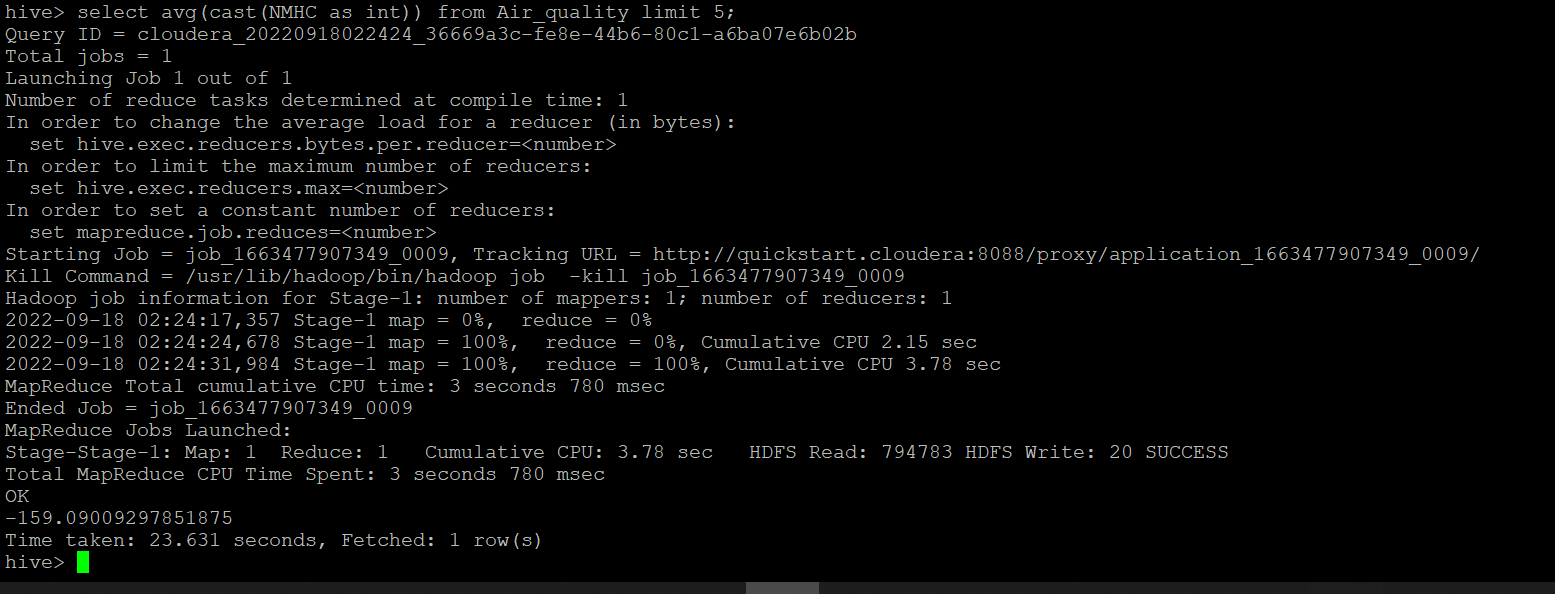 hive> select avg(cast(NMHC as int)) from Air_quality limit 5;
Query ID = cloudera_20220918022424_36669a3c-fe8e-44b6-80c1-a6ba07e6b02b
Total jobs = 1
Launching Job 1 out of 1
Number of reduce tasks determined at compile time: 1
In order to change the average load for a reducer (in bytes):
  set hive.exec.reducers.bytes.per.reducer=<number>
In order to limit the maximum number of reducers:
  set hive.exec.reducers.max=<number>
In order to set a constant number of reducers:
  set mapreduce.job.reduces=<number>
Starting Job = job_1663477907349_0009, Tracking URL = http://quickstart.cloudera:8088/proxy/application_1663477907349_0009/
Kill Command = /usr/lib/hadoop/bin/hadoop job  -kill job_1663477907349_0009
Hadoop job information for Stage-1: number of mappers: 1; number of reducers: 1
2022-09-18 02:24:17,357 Stage-1 map = 0%,  reduce = 0%
2022-09-18 02:24:24,678 Stage-1 map = 100%,  reduce = 0%, Cumulative CPU 2.15 sec
2022-09-18 02:24:31,984 Stage-1 map = 100%,  reduce = 100%, Cumulative CPU 3.78 sec
MapReduce Total cumulative CPU time: 3 seconds 780 msec
Ended Job = job_1663477907349_0009
MapReduce Jobs Launched:
Stage-Stage-1: Map: 1  Reduce: 1   Cumulative CPU: 3.78 sec   HDFS Read: 794783 HDFS Write: 20 SUCCESS
Total MapReduce CPU Time Spent: 3 seconds 780 msec
OK
-159.09009297851875
Time taken: 23.631 seconds, Fetched: 1 row(s)
hive>